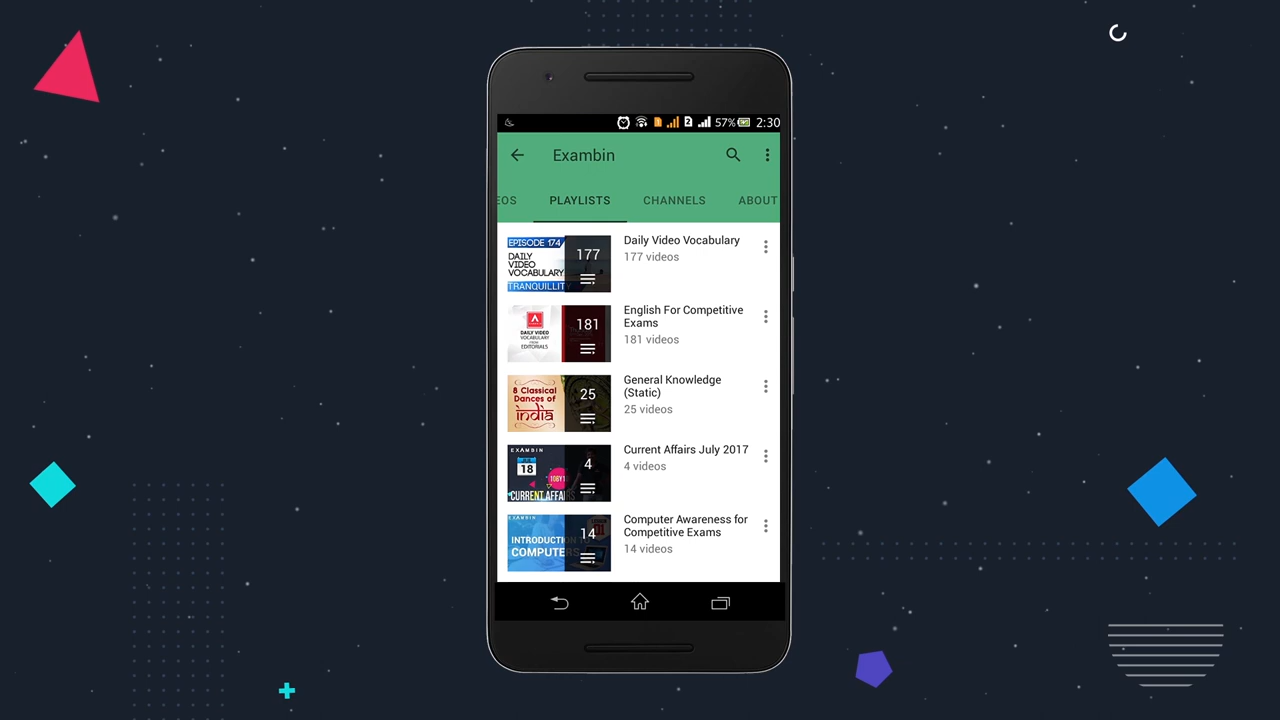 57% 2:30
Exambin
EOS PLAYLISTS CHANNELS ABOUT
EPISODE 174
DAILY
VIDEO
VOCABULARY
TRANQUILLITY
177
Daily Video Vocabulary
177 videos
DAILY VIDEO
VOCABULARY
FROM
EDITORIALS
181
English For Competitive
Exams
181 videos
8 Classical
Dances of
india
25
General Knowledge
(Static)
25 videos
EXAMBIN
18
CURRENT AFFAIRS
4
Current Affairs July 2017
4 videos
EXAMBIN
INTRODUCTION TO
COMPUTERS
14
Computer Awareness for
Competitive Exams
14 videos